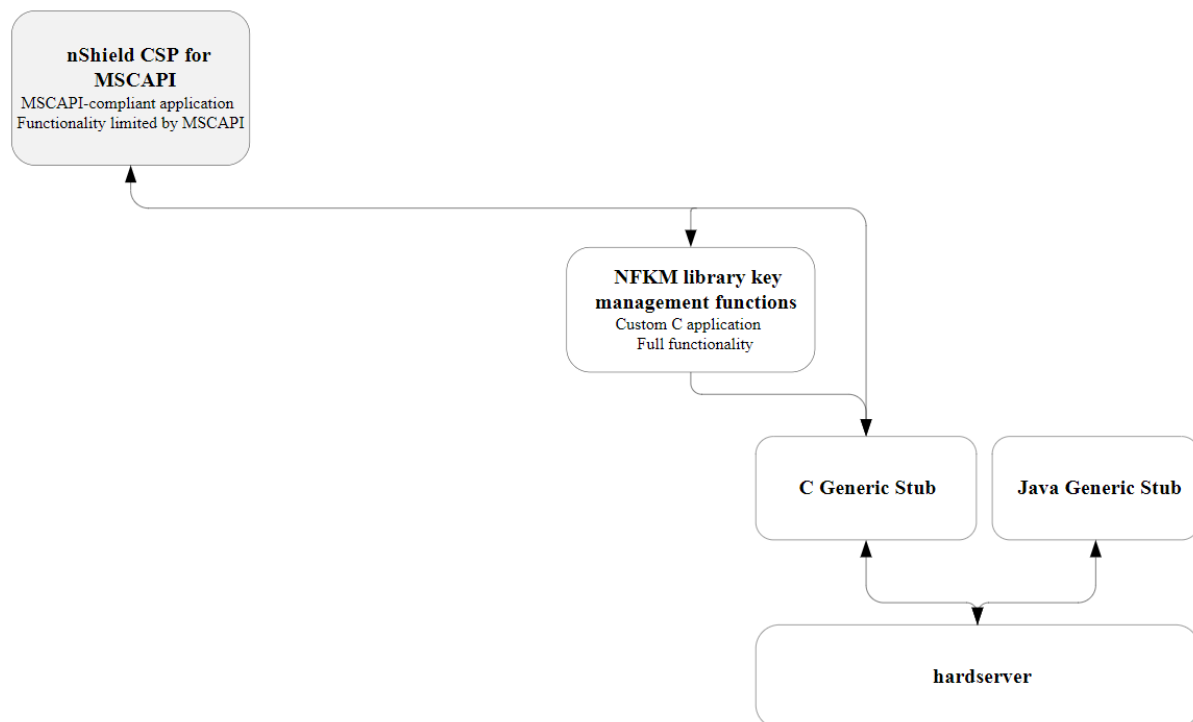 nShield CSP for
MSCAPI
MSCAPI-compliant application
Functionality limited by MSCAPI
NFKM library key
management functions
Custom C application
Full functionality
C Generic Stub
Java Generic Stub
hardserver